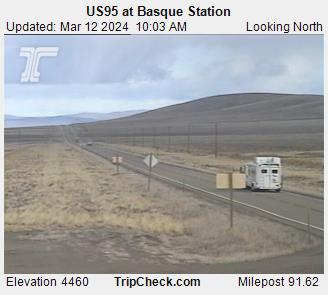 US95 at Basque Station
Updated: Mar 12 2024 10:03 AM Looking North
Elevation 4460 TripCheck.com Milepost 91.62